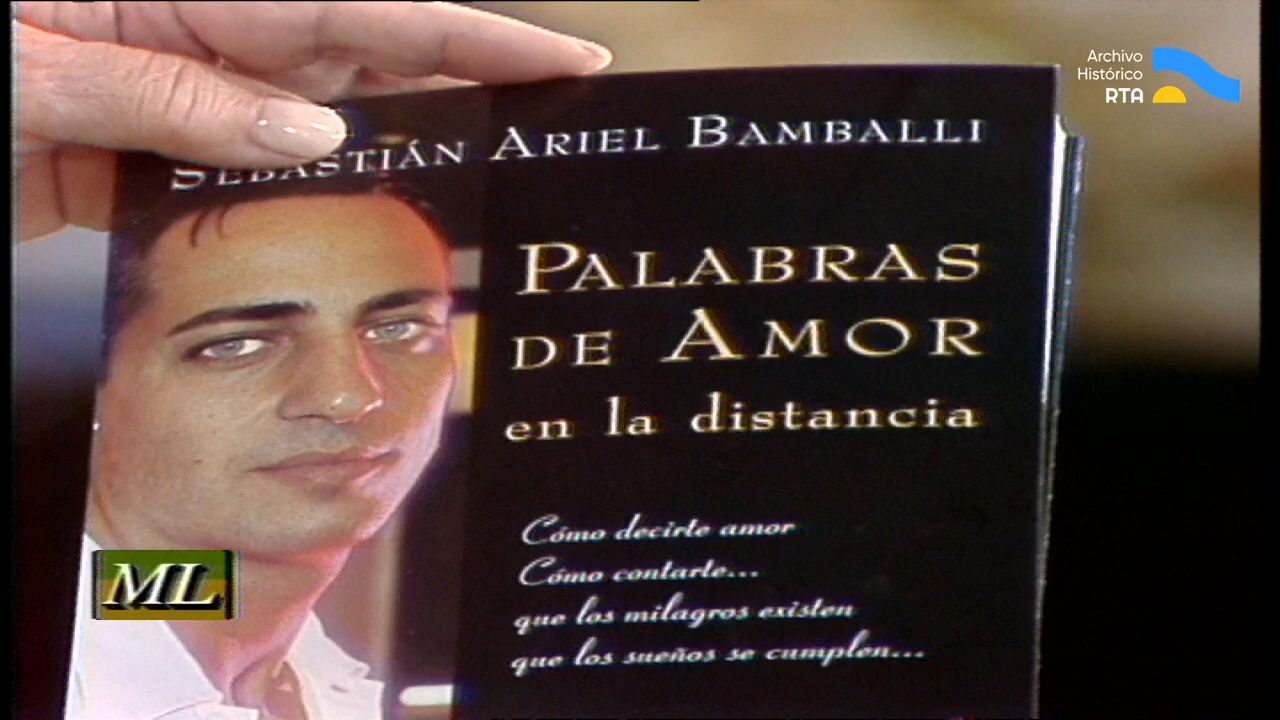 Archivo
Histórico
RTA
SEBASTIÁN ARIEL BAMBALLI
PALABRAS
DE AMOR
en la distancia
Cómo decirte amor
Cómo contarte...
que los milagros existen
que los sueños se cumplen...
ML